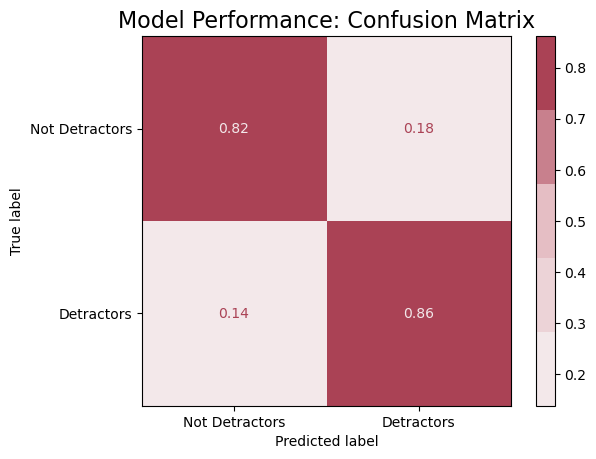 Model Performance: Confusion Matrix
True label
Not Detractors
0.82
0.18
Detractors
0.14
0.86
Not Detractors
Detractors
Predicted label
0.8
0.7
0.6
0.5
0.4
0.3
0.2